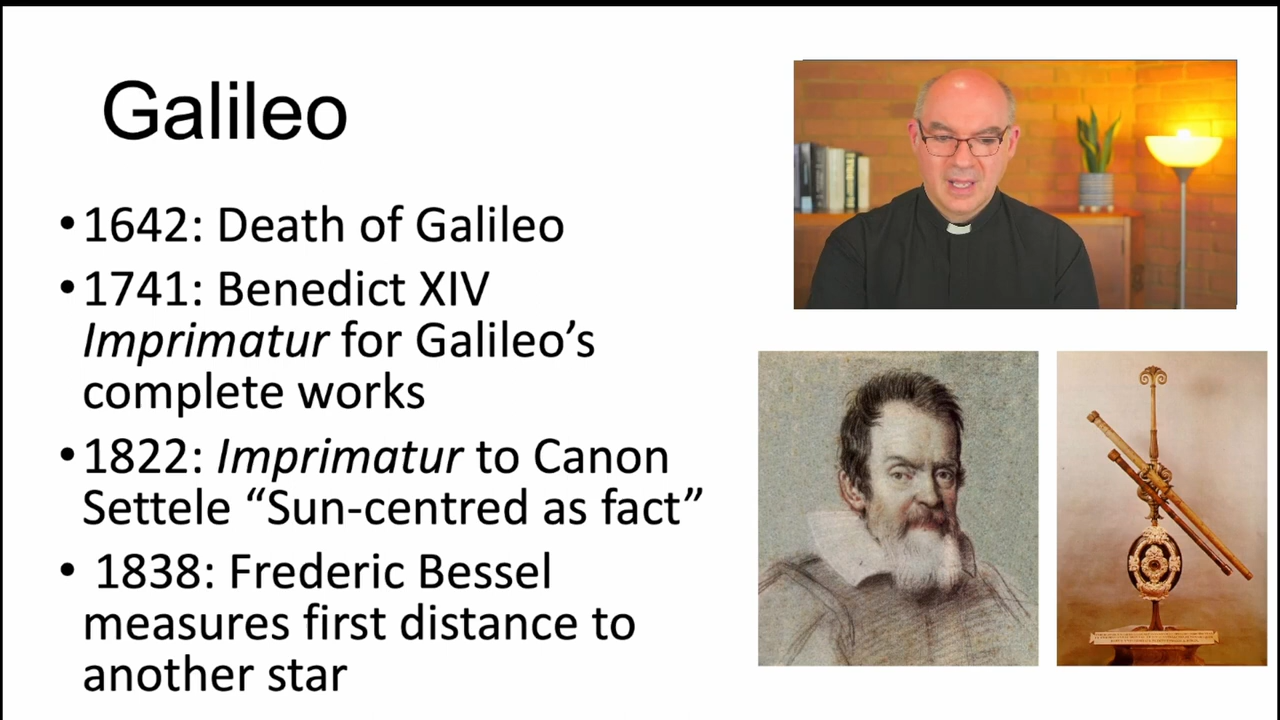 Galileo
•1642: Death of Galileo
•1741: Benedict XIV
Imprimatur for Galileo’s
complete works
•1822: Imprimatur to Canon
Settele “Sun-centred as fact”
• 1838: Frederic Bessel
measures first distance to
another star